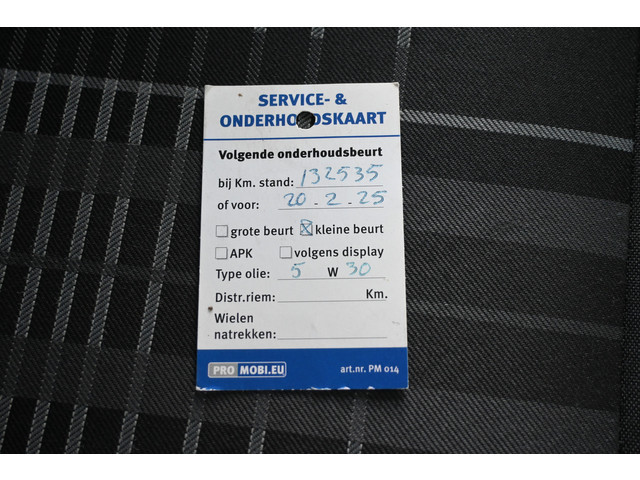 SERVICE- &
ONDERHOUDSKAART
Volgende onderhoudsbeurt
bij Km. stand: 132535
of voor: 20-2-25
grote beurt kleine beurt
APK volgens display
Type olie: 5 W 30
Distr.riem: Km.
Wielen
natrekken:
PRO MOBI.EU art.nr. PM 014